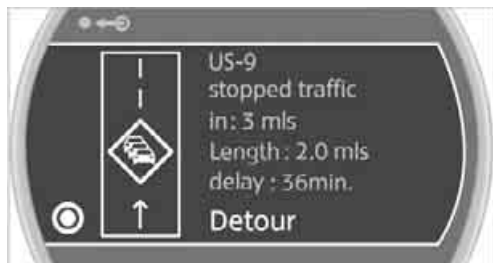 US-9
stopped traffic
in: 3 mls
Length : 2.0 mls
delay : 36min.
Detour